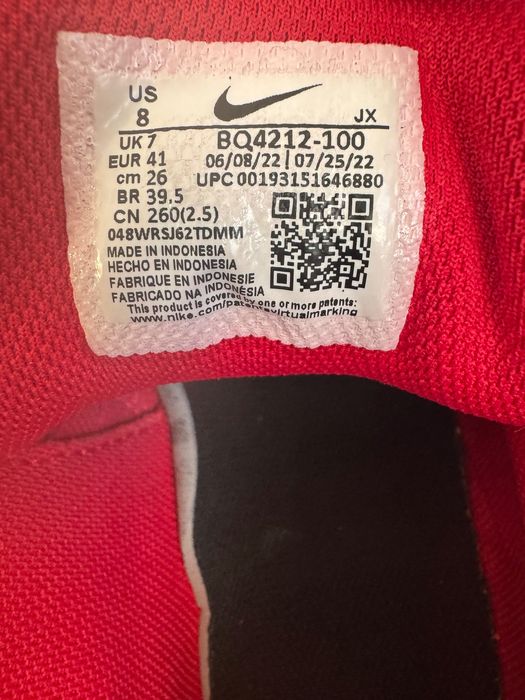 US
8
JX
UK 7
BQ4212-100
EUR 41
06/08/22 | 07/25/22
cm 26
UPC 00193151646880
BR 39.5
CN 260(2.5)
048WRSJ62TDMM
MADE IN INDONESIA
HECHO EN INDONESIA
FABRIQUE EN INDONESIE
FABRICADO NA INDONÉSIA
This product is covered by one or more patents:
www.nike.com/patentsvirtualmarking